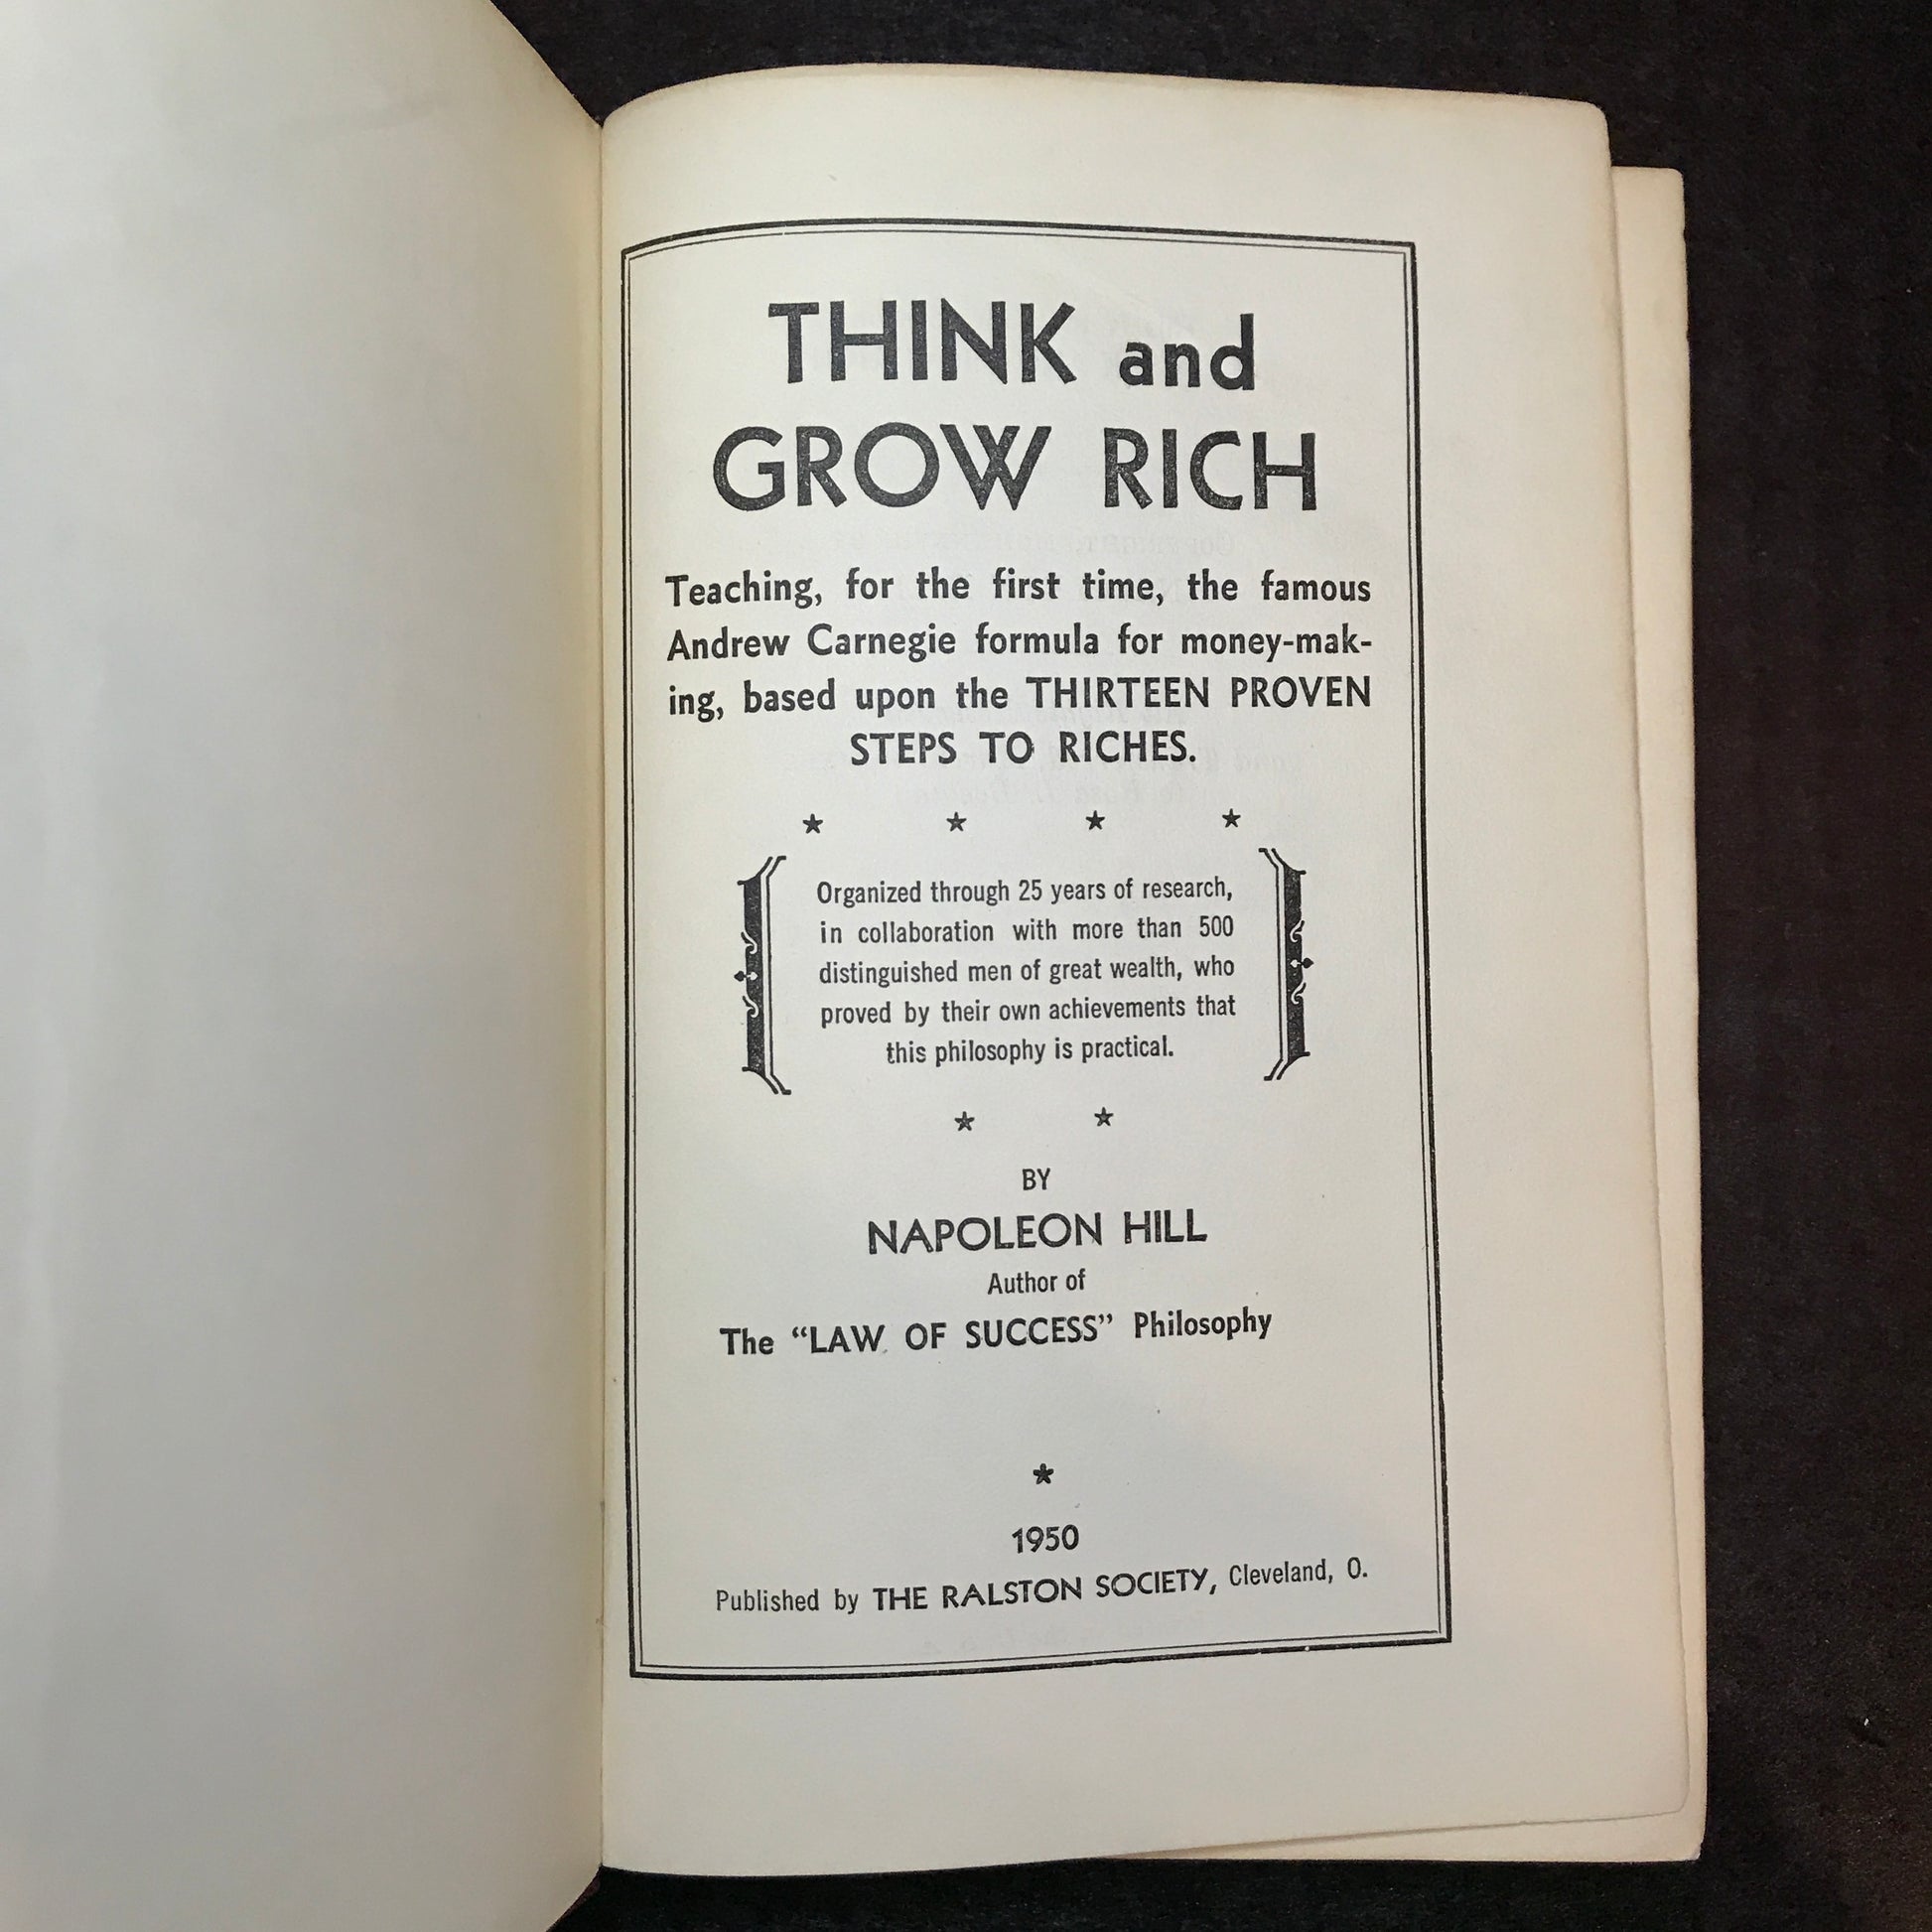 THINK and
GROW RICH
Teaching, for the first time, the famous
Andrew Carnegie formula for money-mak-
ing, based upon the THIRTEEN PROVEN
STEPS TO RICHES.
Organized through 25 years of research,
in collaboration with more than 500
distinguished men of great wealth, who
proved by their own achievements that
this philosophy is practical.
BY
NAPOLEON HILL
Author of
The “LAW OF SUCCESS” Philosophy
1950
Published by THE RALSTON SOCIETY, Cleveland, O.